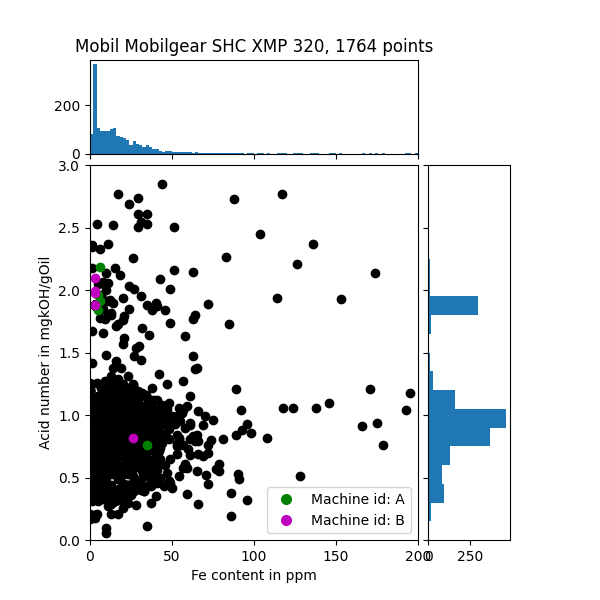 Mobil Mobilgear SHC XMP 320, 1764 points
200
0
3.0
2.5
2.0
1.5
1.0
0.5
0.0
Acid number in mgkOH/gOil
Machine id: A
Machine id: B
0 50 100 150 200 0 250
Fe content in ppm